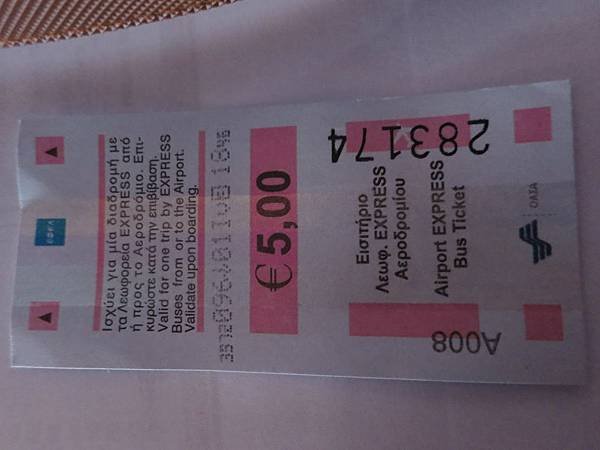 Ισχύει για μία διαδρομή με
τα Λεωφορεία EXPRESS από
ή προς το Αεροδρόμιο. Επι-
κυρώστε κατά την επιβίβαση.
Valid for one trip by EXPRESS
Buses from or to the Airport.
Validate upon boarding.
€ 5,00
Εισιτήριο
Λεωφ. EXPRESS
Αεροδρομίου
Airport EXPRESS
Bus Ticket
ΟΑΣΑ
A008
283174